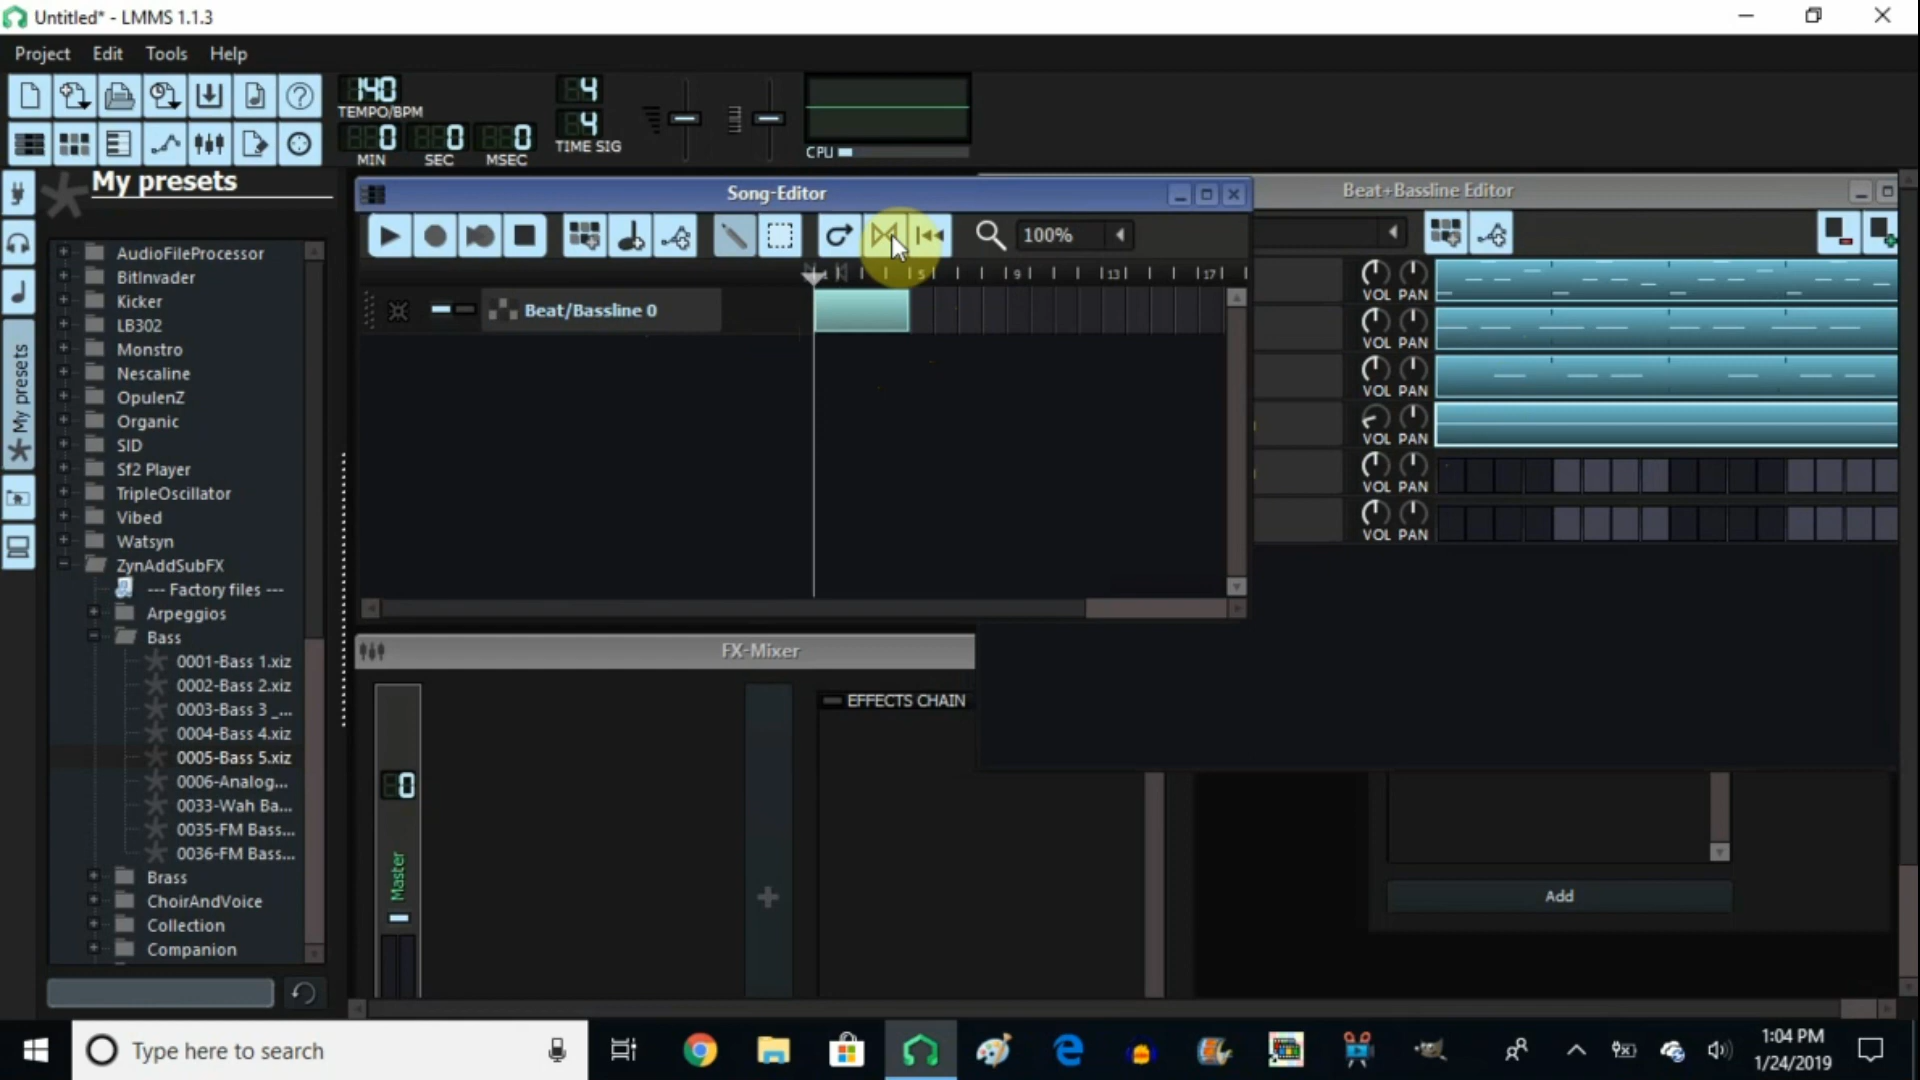 Untitled* - LMMS 1.1.3
Project Edit Tools Help
140
TEMPO/BPM
0 0 0
MIN SEC MSEC
4
4
TIME SIG
CPU
My presets
My presets
AudioFileProcessor
BitInvader
Kicker
LB302
Monstro
Nescaline
OpulenZ
Organic
SID
Sf2 Player
TripleOscillator
Vibed
Watsyn
ZynAddSubFX
--- Factory files ---
Arpeggios
Bass
0001-Bass 1.xiz
0002-Bass 2.xiz
0003-Bass 3 _...
0004-Bass 4.xiz
0005-Bass 5.xiz
0006-Analog...
0033-Wah Ba...
0035-FM Bass...
0036-FM Bass...
Brass
ChoirAndVoice
Collection
Companion
Song-Editor
100%
5 9 13 17
Beat/Bassline 0
Beat+Bassline Editor
VOL PAN
VOL PAN
VOL PAN
VOL PAN
VOL PAN
VOL PAN
FX-Mixer
EFFECTS CHAIN
0
Master
Add
Type here to search
1:04 PM
1/24/2019